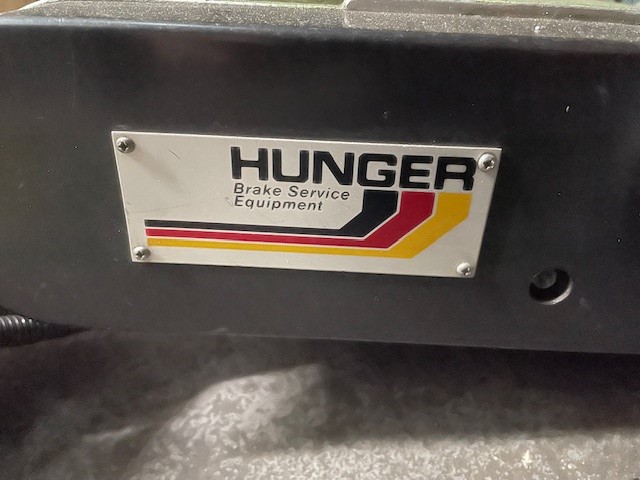 HUNGER
Brake Service
Equipment